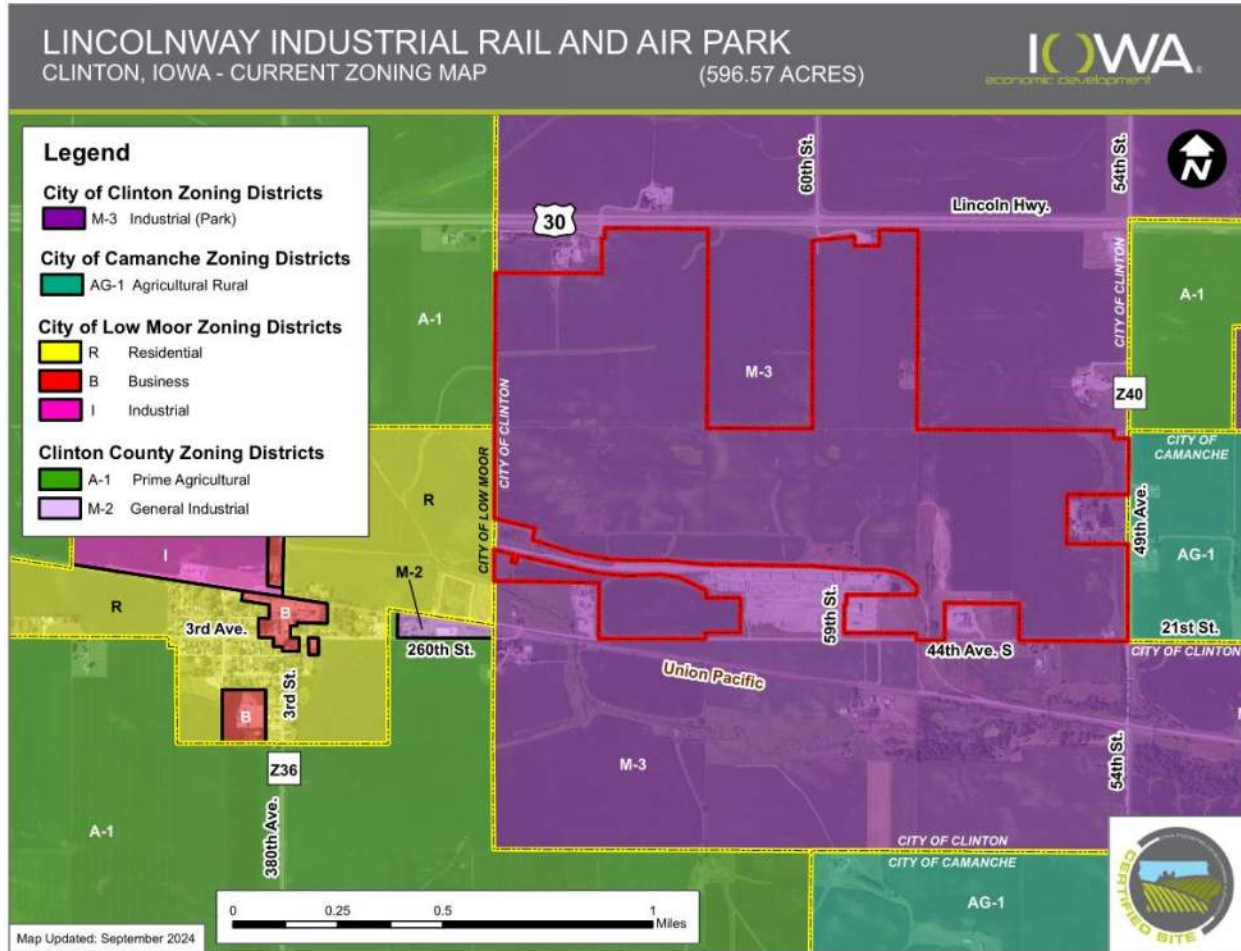 LINCOLNWAY INDUSTRIAL RAIL AND AIR PARK
CLINTON, IOWA - CURRENT ZONING MAP
(596.57 ACRES)
IOWA
economic development
Legend
City of Clinton Zoning Districts
M-3 Industrial (Park)
City of Camanche Zoning Districts
AG-1 Agricultural Rural
City of Low Moor Zoning Districts
R Residential
B Business
I Industrial
Clinton County Zoning Districts
A-1 Prime Agricultural
M-2 General Industrial
N
60th St.
54th St.
30
Lincoln Hwy.
A-1
A-1
CITY OF CLINTON
M-3
CITY OF CLINTON
Z40
CITY OF
CAMANCHE
R
CITY OF LOW MOOR
49th Ave.
I
AG-1
M-2
R
B
3rd Ave.
59th St.
21st St.
260th St.
44th Ave. S
CITY OF CLINTON
Union Pacific
3rd St.
B
M-3
54th St.
Z36
A-1
380th Ave.
CITY OF CLINTON
CITY OF CAMANCHE
AG-1
0 0.25 0.5 1
Miles
CERTIFIED SITE
Map Updated: September 2024